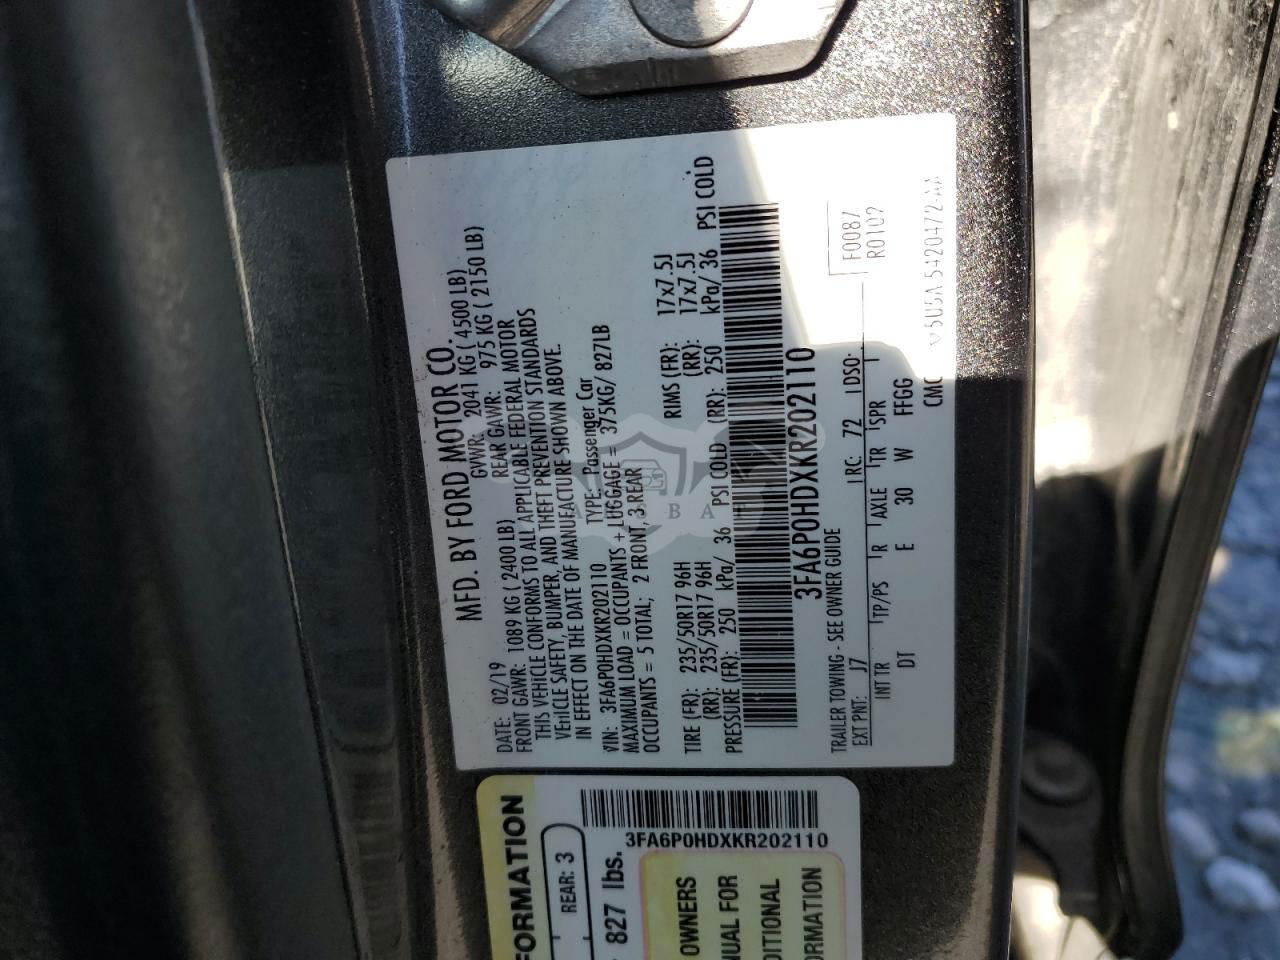 MFD. BY FORD MOTOR CO.
DATE: 02/19 GVWR: 2041 KG ( 4500 LB)
FRONT GAWR: 1089 KG ( 2400 LB) REAR GAWR: 975 KG ( 2150 LB)
THIS VEHICLE CONFORMS TO ALL APPLICABLE FEDERAL MOTOR
VEHICLE SAFETY, BUMPER, AND THEFT PREVENTION STANDARDS
IN EFFECT ON THE DATE OF MANUFACTURE SHOWN ABOVE.
VIN: 3FA6P0HDXKR202110 TYPE: Passenger Car
MAXIMUM LOAD = OCCUPANTS + LUGGAGE = 375KG/ 827LB
OCCUPANTS = 5 TOTAL, 2 FRONT, 3 REAR
TIRE (FR): 235/50R17 96H RIMS (FR): 17x7.5J
(RR): 235/50R17 96H (RR): 17x7.5J
PRESSURE (FR): 250 kPa/ 36 PSI COLD (RR): 250 kPa/ 36 PSI COLD
3FA6P0HDXKR202110
TRAILER TOWING - SEE OWNER GUIDE
F0087
R0102
EXT PNT: J7 RC: 72 DSO:
INT TR TP/PS R AXLE TR SPR
DT E 30 W FFGG
FORMATION
REAR: 3
827 lbs.
3FA6P0HDXKR202110
OWNERS
NUAL FOR
DITIONAL
ORMATION